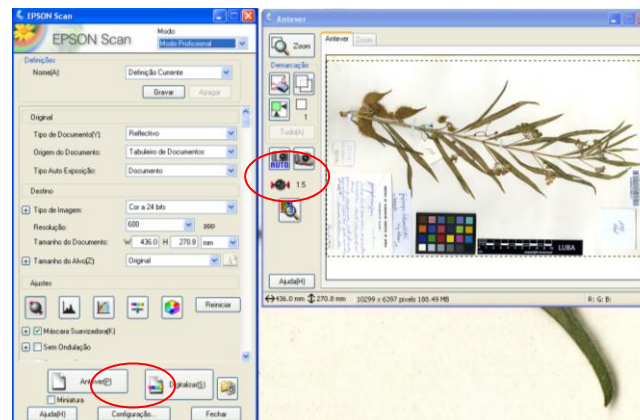 EPSON Scan
EPSON Scan
Modo
Modo Profissional
Definições
Nome(A):
Definição Corrente
Gravar
Apagar
Original
Tipo de Documento(Y):
Reflectivo
Origem do Documento:
Tabuleiro de Documentos
Tipo Auto Exposição:
Documento
Destino
Tipo de Imagem:
Cor a 24 bits
Resolução:
600
ppp
Tamanho do Documento:
W 436.0 H 270.8 mm
Tamanho do Alvo(Z):
Original
Ajustes
Reiniciar
Máscara Suavizadora(K)
Sem Ondulação
Antever(P)
Digitalizar(S)
Miniatura
Ajuda(H)
Configuração...
Fechar
Antever
Zoom
Demarcação
1
Tudo(A)
AUTO
1.5
Ajuda(H)
Antever
Zoom
LUBA
436.0 mm 270.8 mm
10299 x 6397 pixels 188.49 MB
R: G: B: